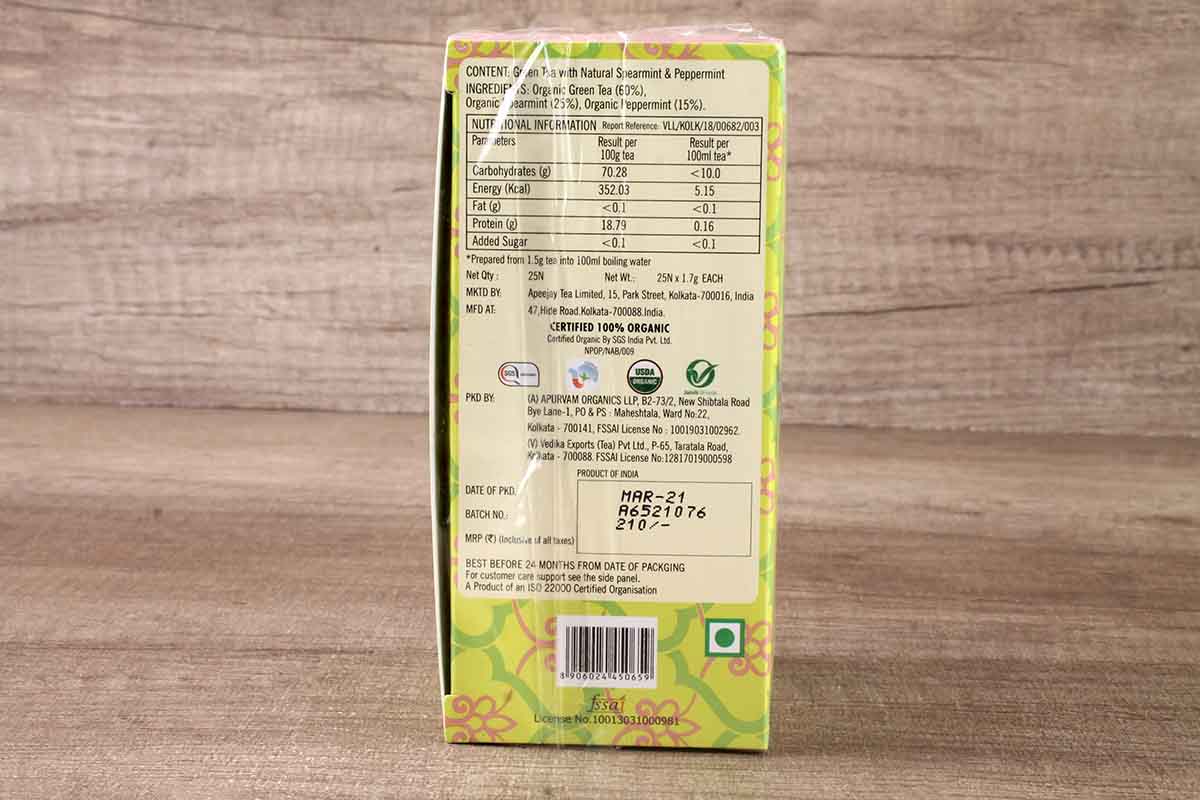 CONTENT: Green Tea with Natural Spearmint & Peppermint
INGREDIENTS: Organic Green Tea (60%),
Organic Spearmint (25%), Organic Peppermint (15%).
NUTRITIONAL INFORMATION Report Reference: VLL/KOLK/18/00682/003
Parameters Result per 100g tea Result per 100ml tea*
Carbohydrates (g) 70.28 <10.0
Energy (Kcal) 352.03 5.15
Fat (g) <0.1 <0.1
Protein (g) 18.79 0.16
Added Sugar <0.1 <0.1
*Prepared from 1.5g tea into 100ml boiling water
Net Qty : 25N Net Wt.: 25N x 1.7g EACH
MKTD BY: Apeejay Tea Limited, 15, Park Street, Kolkata-700016, India
MFD AT: 47,Hide Road.Kolkata-700088.India.
CERTIFIED 100% ORGANIC
Certified Organic By SGS India Pvt. Ltd.
NPOP/NAB/009
SGS
USDA
ORGANIC
PKD BY: (A) APURVAM ORGANICS LLP, B2-73/2, New Shibtala Road
Bye Lane-1, PO & PS : Maheshtala, Ward No:22,
Kolkata - 700141, FSSAI License No : 10019031002962.
(V) Vedika Exports (Tea) Pvt Ltd., P-65, Taratala Road,
Kolkata - 700088. FSSAI License No:12817019000598
PRODUCT OF INDIA
DATE OF PKD. MAR-21
BATCH NO.: A6521076
MRP (₹) (Inclusive of all taxes) 210/-
BEST BEFORE 24 MONTHS FROM DATE OF PACKGING
For customer care support see the side panel.
A Product of an ISO 22000 Certified Organisation
8906024450659
fssai
License No.10013031000981